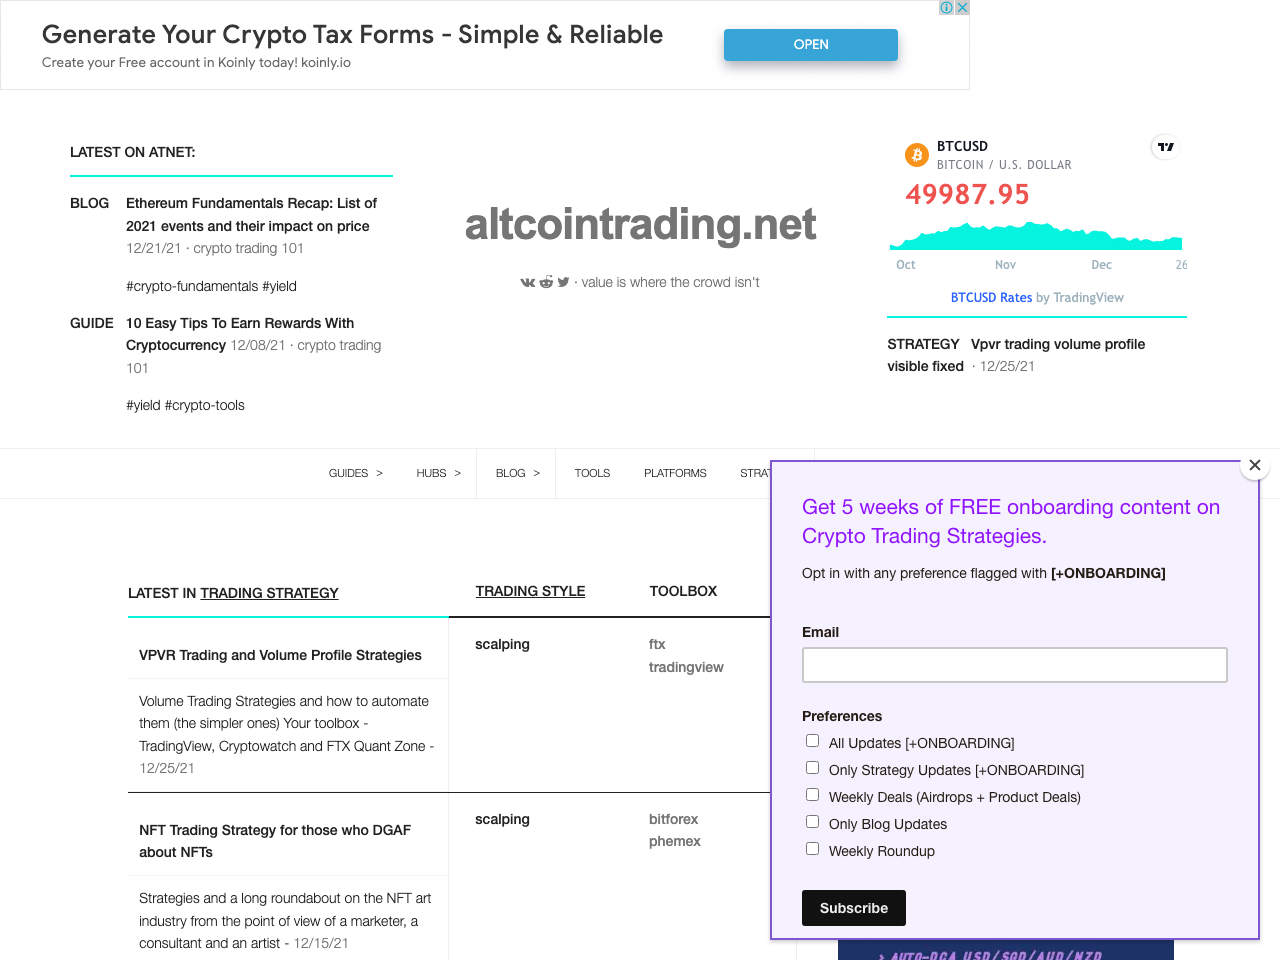 Generate Your Crypto Tax Forms - Simple & Reliable
Create your Free account in Koinly today! koinly.io
OPEN
LATEST ON ATNET:
BLOG
Ethereum Fundamentals Recap: List of
2021 events and their impact on price
12/21/21 · crypto trading 101
#crypto-fundamentals #yield
GUIDE
10 Easy Tips To Earn Rewards With
Cryptocurrency 12/08/21 · crypto trading
101
#yield #crypto-tools
altcointrading.net
· value is where the crowd isn't
BTCUSD
BITCOIN / U.S. DOLLAR
49987.95
Oct Nov Dec 26
BTCUSD Rates by TradingView
STRATEGY Vpvr trading volume profile
visible fixed · 12/25/21
GUIDES > HUBS > BLOG > TOOLS PLATFORMS
LATEST IN TRADING STRATEGY
TRADING STYLE
TOOLBOX
VPVR Trading and Volume Profile Strategies
Volume Trading Strategies and how to automate
them (the simpler ones) Your toolbox -
TradingView, Cryptowatch and FTX Quant Zone -
12/25/21
scalping
ftx
tradingview
NFT Trading Strategy for those who DGAF
about NFTs
Strategies and a long roundabout on the NFT art
industry from the point of view of a marketer, a
consultant and an artist - 12/15/21
scalping
bitforex
phemex
Get 5 weeks of FREE onboarding content on
Crypto Trading Strategies.
Opt in with any preference flagged with [+ONBOARDING]
Email
Preferences
All Updates [+ONBOARDING]
Only Strategy Updates [+ONBOARDING]
Weekly Deals (Airdrops + Product Deals)
Only Blog Updates
Weekly Roundup
Subscribe
> AUTO-DCA USD/SGD/AUD/NZD